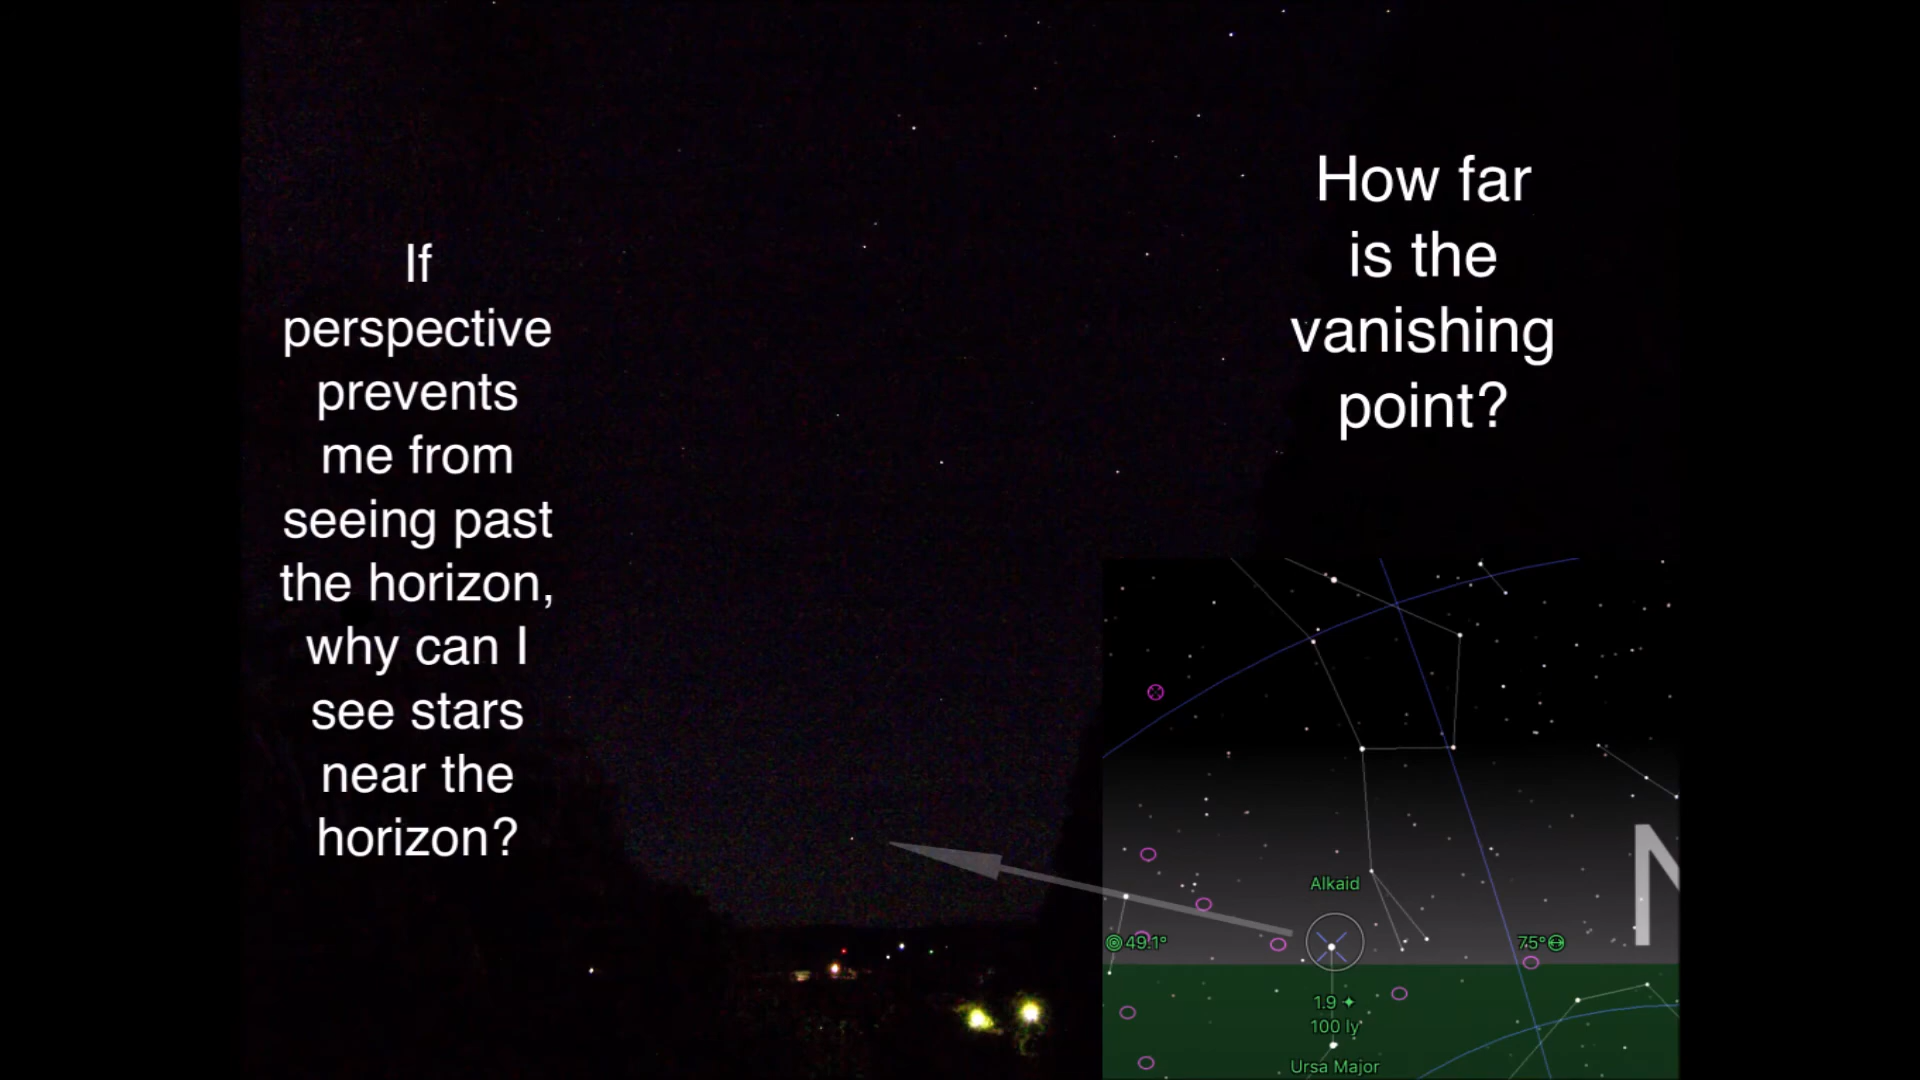 If
perspective
prevents
me from
seeing past
the horizon,
why can I
see stars
near the
horizon?
How far
is the
vanishing
point?
N
Alkaid
49.1°
75°
1.9
100 ly
Ursa Major